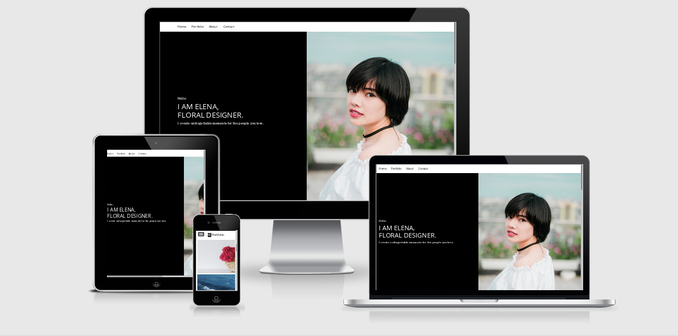 Home Portfolio About Contact
Hello
I AM ELENA,
FLORAL DESIGNER.
I create unforgettable moments for the people you love.
Home Portfolio About Contact
Hello
I AM ELENA,
FLORAL DESIGNER.
Home Portfolio About Contact
Hello
I AM ELENA,
FLORAL DESIGNER.
I create unforgettable moments for the people you love.